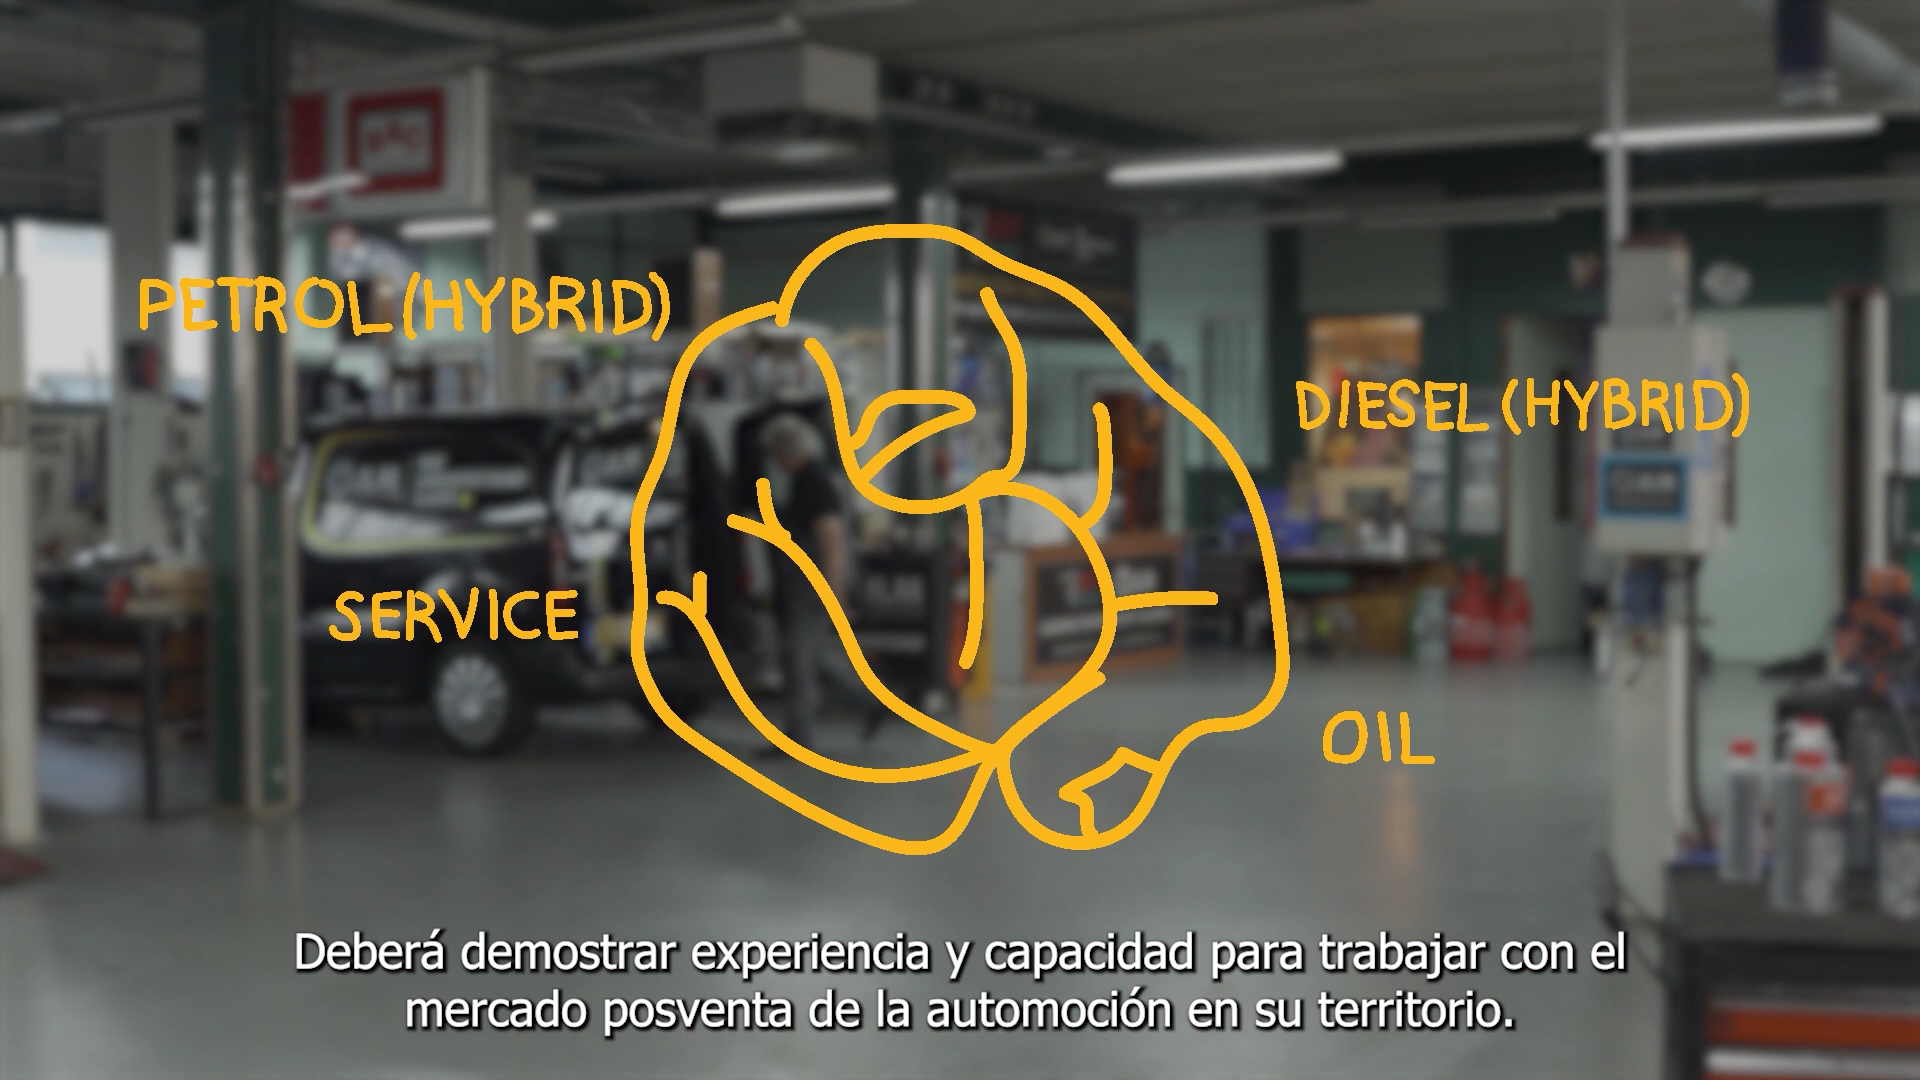 PETROL (HYBRID)
DIESEL (HYBRID)
SERVICE
OIL
Deberá demostrar experiencia y capacidad para trabajar con el
mercado posventa de la automoción en su territorio.